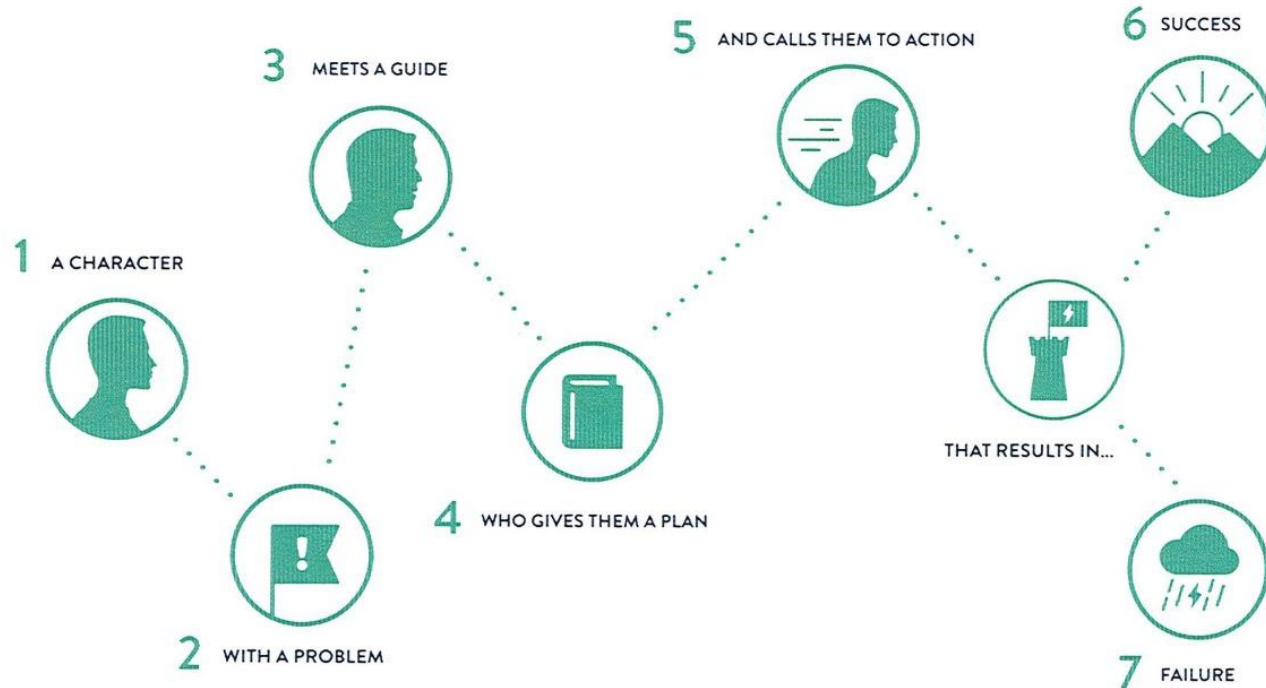 1 A CHARACTER
2 WITH A PROBLEM
3 MEETS A GUIDE
4 WHO GIVES THEM A PLAN
5 AND CALLS THEM TO ACTION
THAT RESULTS IN...
6 SUCCESS
7 FAILURE